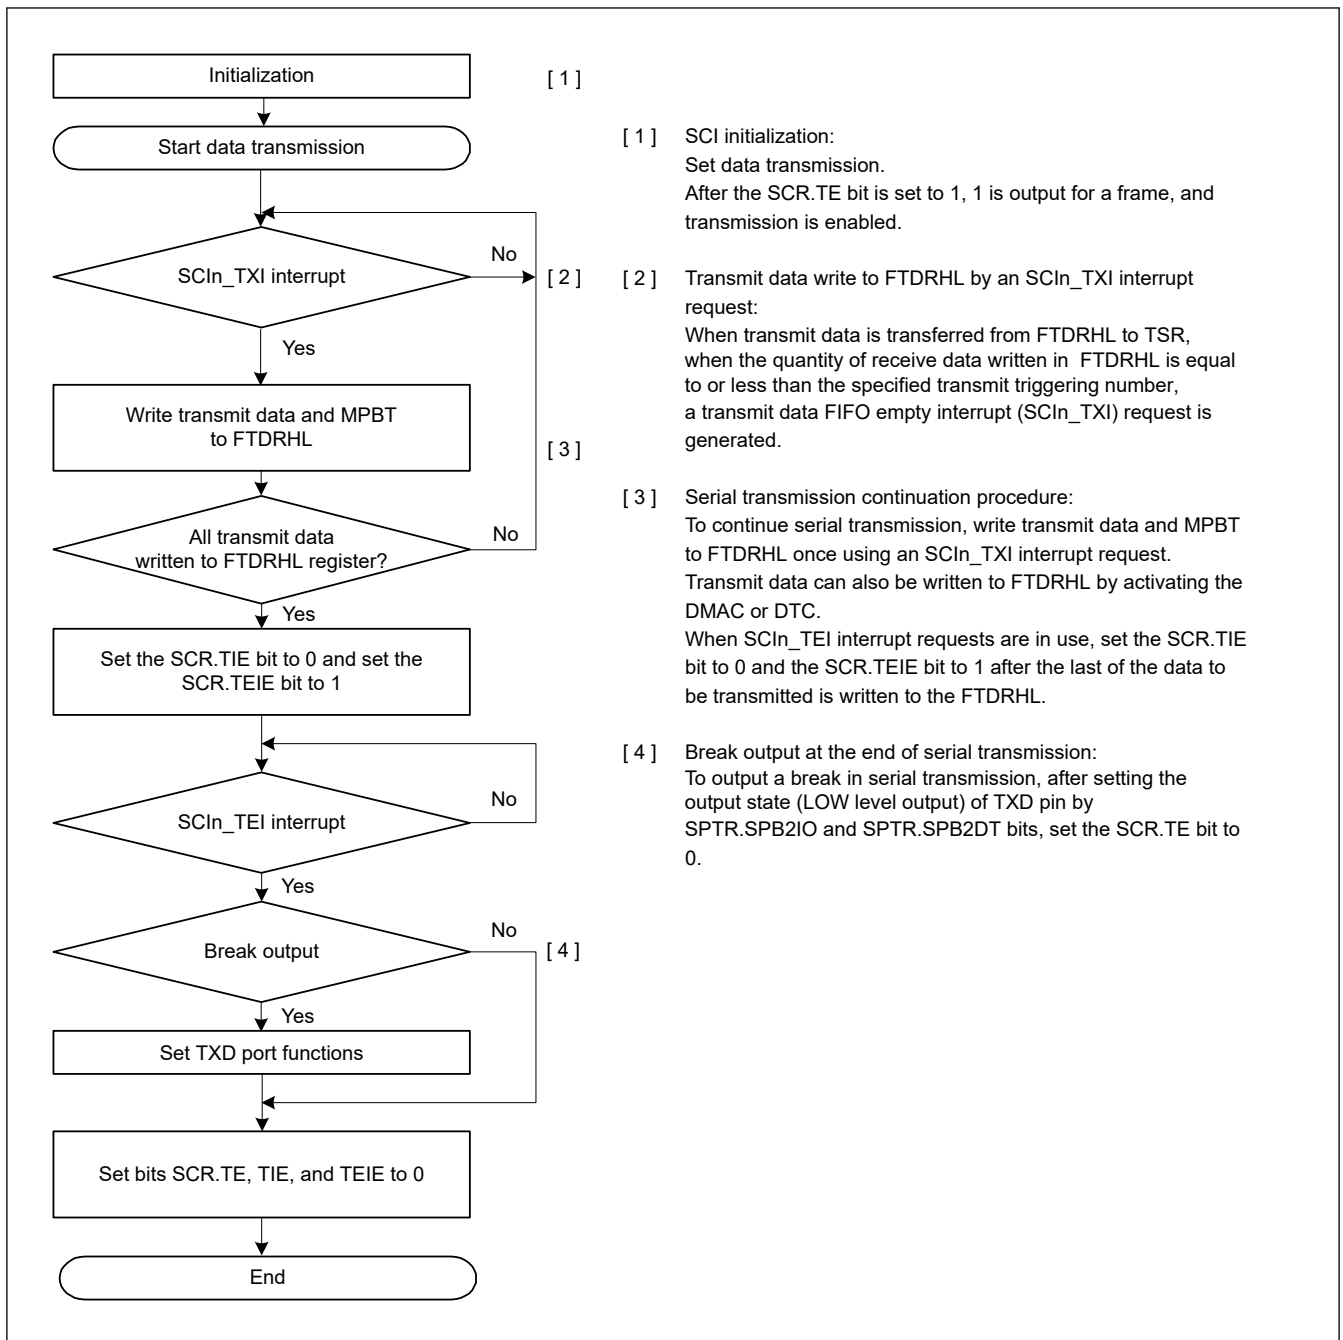 Initialization
[ 1 ]
Start data transmission
SCIn_TXI interrupt
No
[ 2 ]
Yes
Write transmit data and MPBT
to FTDRHL
[ 3 ]
All transmit data
written to FTDRHL register?
No
Yes
Set the SCR.TIE bit to 0 and set the
SCR.TEIE bit to 1
SCIn_TEI interrupt
No
Yes
Break output
No
[ 4 ]
Yes
Set TXD port functions
Set bits SCR.TE, TIE, and TEIE to 0
End
[ 1 ] SCI initialization:
Set data transmission.
After the SCR.TE bit is set to 1, 1 is output for a frame, and
transmission is enabled.
[ 2 ] Transmit data write to FTDRHL by an SCIn_TXI interrupt
request:
When transmit data is transferred from FTDRHL to TSR,
when the quantity of receive data written in FTDRHL is equal
to or less than the specified transmit triggering number,
a transmit data FIFO empty interrupt (SCIn_TXI) request is
generated.
[ 3 ] Serial transmission continuation procedure:
To continue serial transmission, write transmit data and MPBT
to FTDRHL once using an SCIn_TXI interrupt request.
Transmit data can also be written to FTDRHL by activating the
DMAC or DTC.
When SCIn_TEI interrupt requests are in use, set the SCR.TIE
bit to 0 and the SCR.TEIE bit to 1 after the last of the data to
be transmitted is written to the FTDRHL.
[ 4 ] Break output at the end of serial transmission:
To output a break in serial transmission, after setting the
output state (LOW level output) of TXD pin by
SPTR.SPB2IO and SPTR.SPB2DT bits, set the SCR.TE bit to
0.